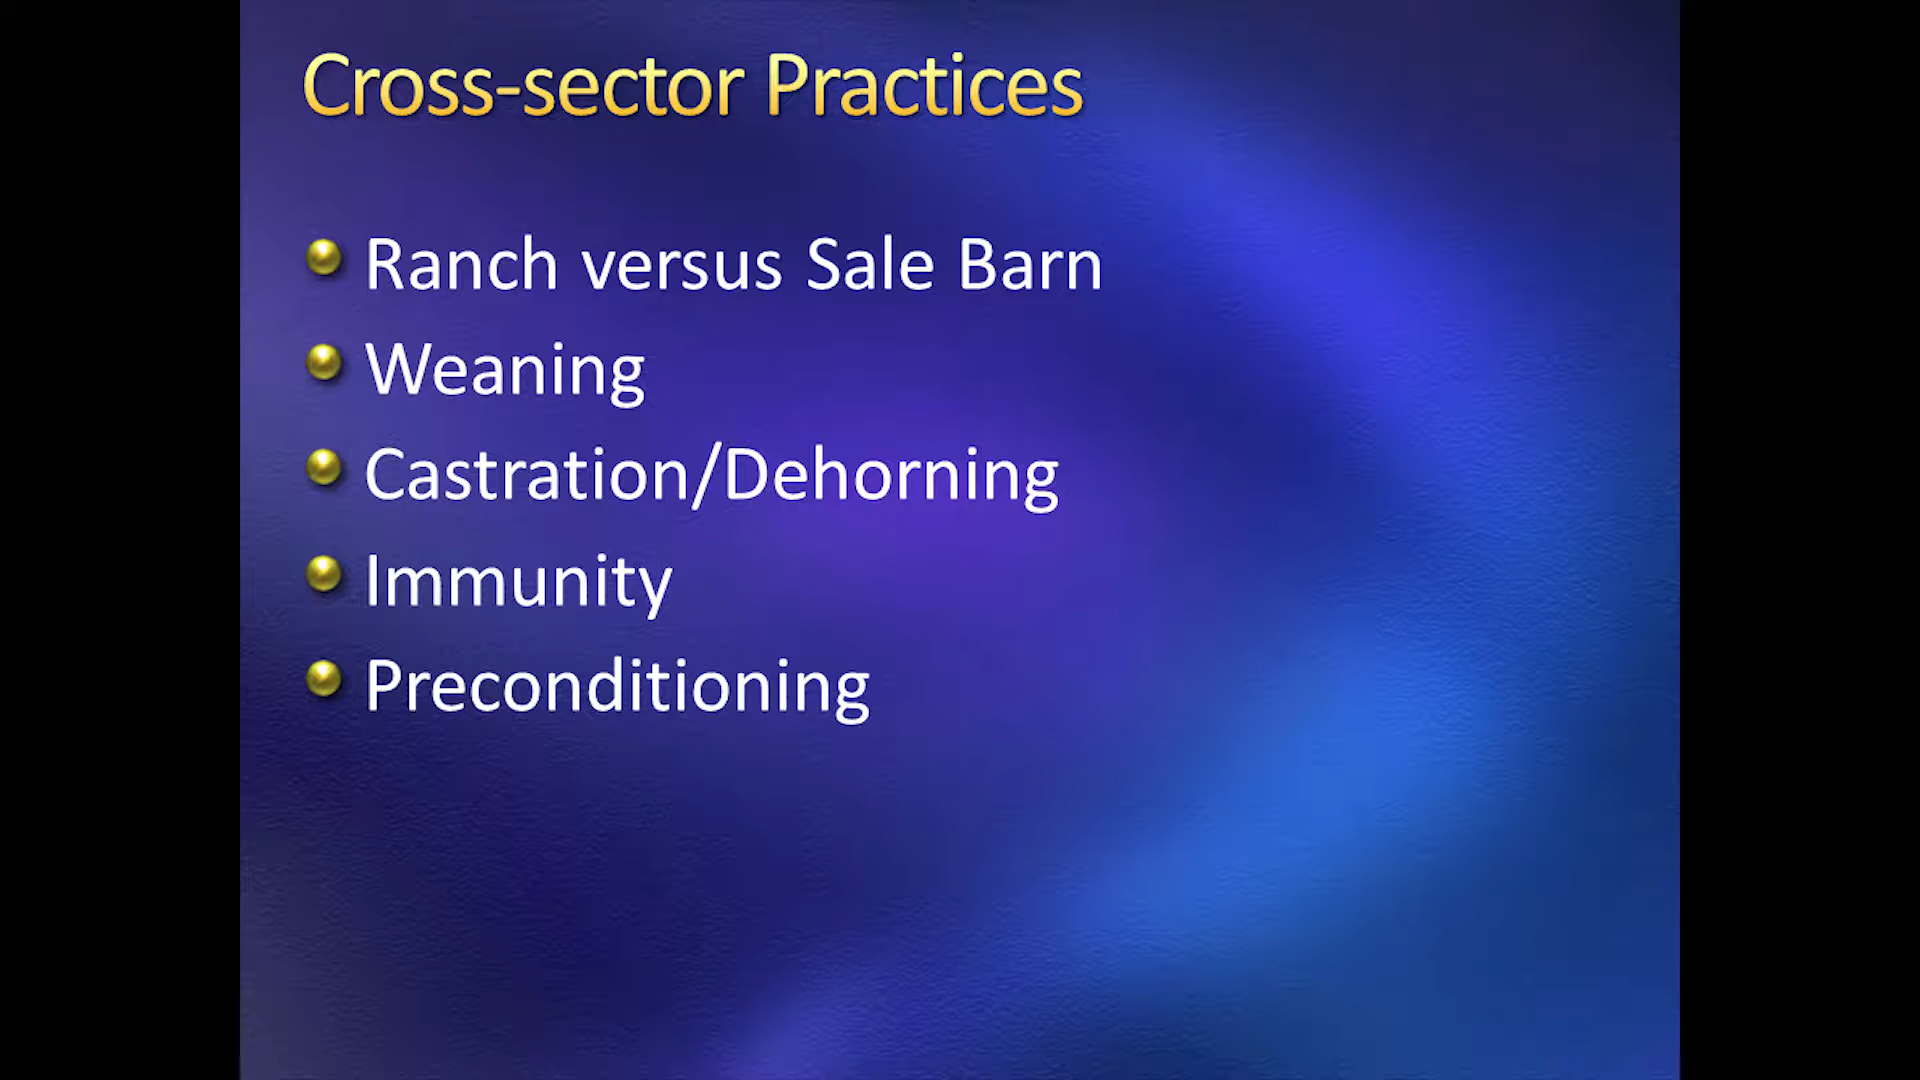 Cross-sector Practices
Ranch versus Sale Barn
Weaning
Castration/Dehorning
Immunity
Preconditioning